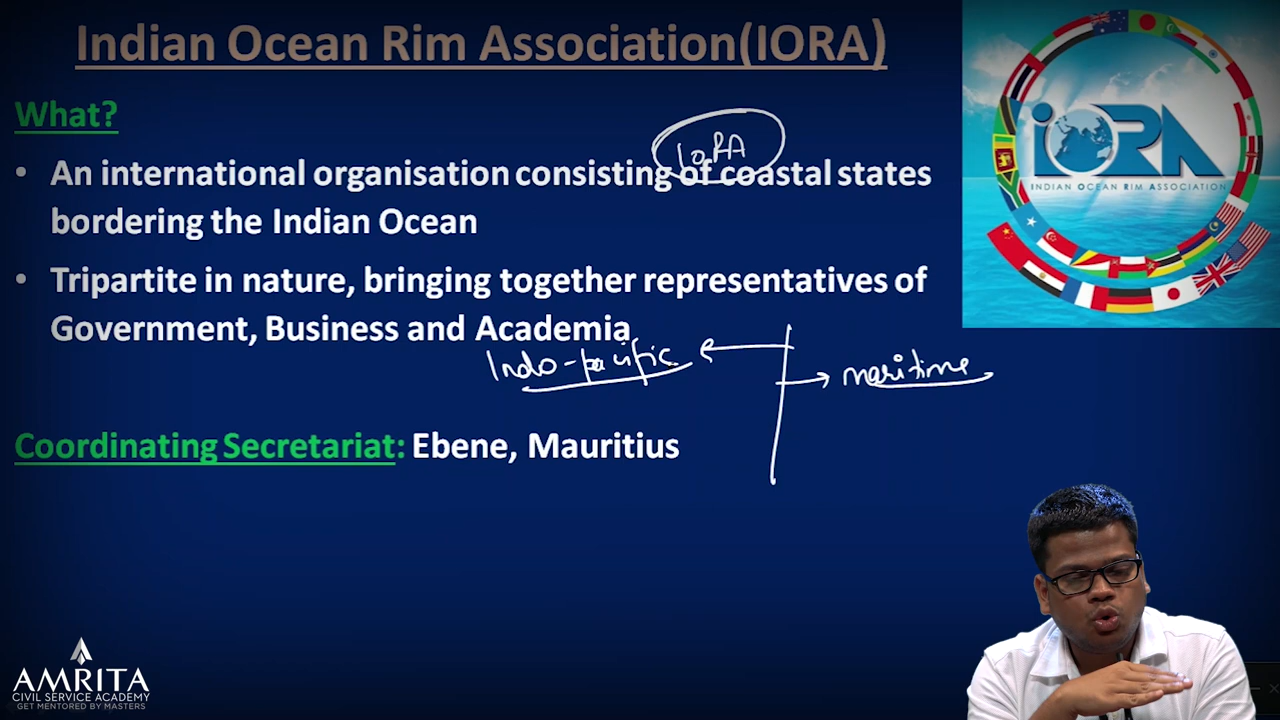 Indian Ocean Rim Association(IORA)
What?
IORA
• An international organisation consisting of coastal states
bordering the Indian Ocean
• Tripartite in nature, bringing together representatives of
Government, Business and Academia
Indo-pacific
maritime
Coordinating Secretariat: Ebene, Mauritius
IORA
INDIAN OCEAN RIM ASSOCIATION
AMRITA
CIVIL SERVICE ACADEMY
GET MENTORED BY MASTERS